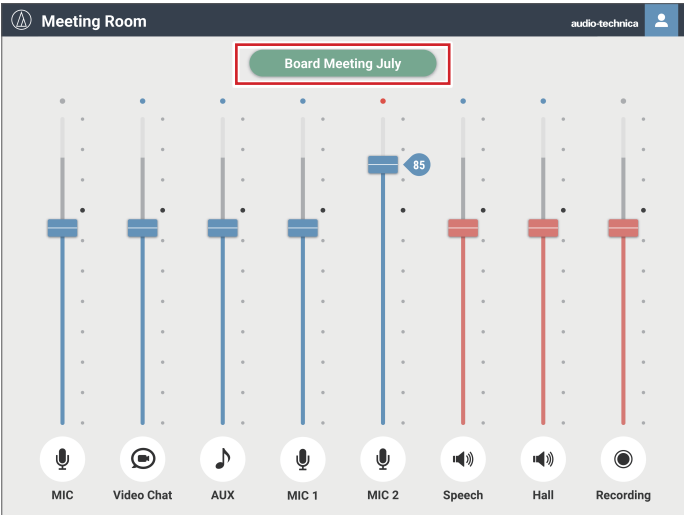 Meeting Room
audio-technica
Board Meeting July
85
MIC
Video Chat
AUX
MIC 1
MIC 2
Speech
Hall
Recording